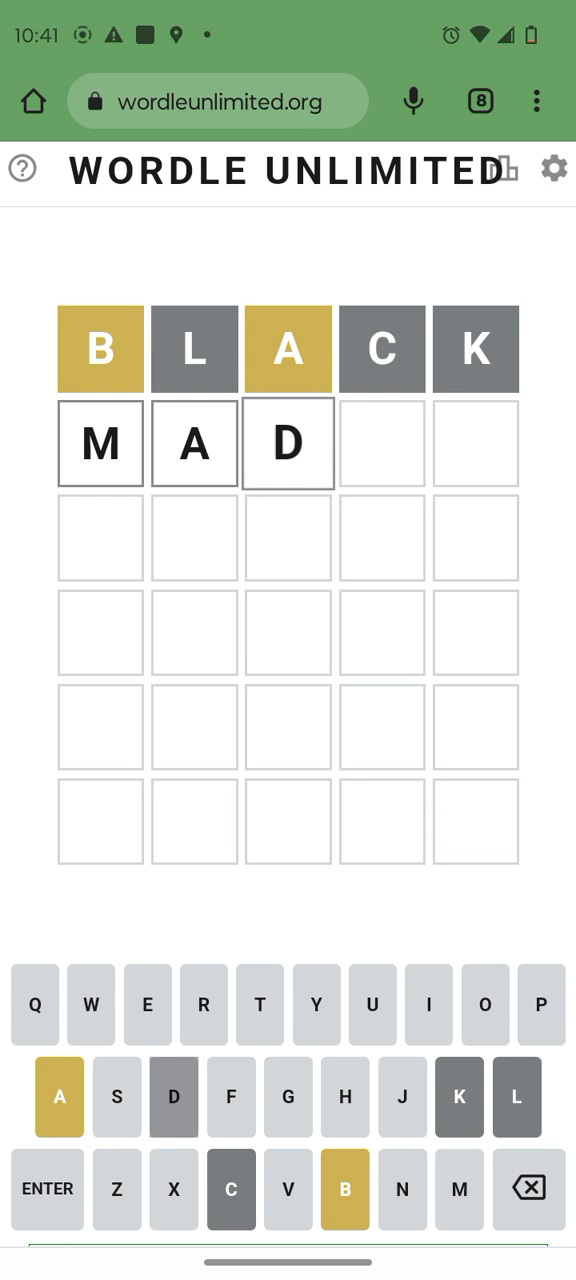 10:41
wordleunlimited.org
8
WORDLE UNLIMITED
B L A C K
M A D
Q W E R T Y U I O P
A S D F G H J K L
ENTER Z X C V B N M